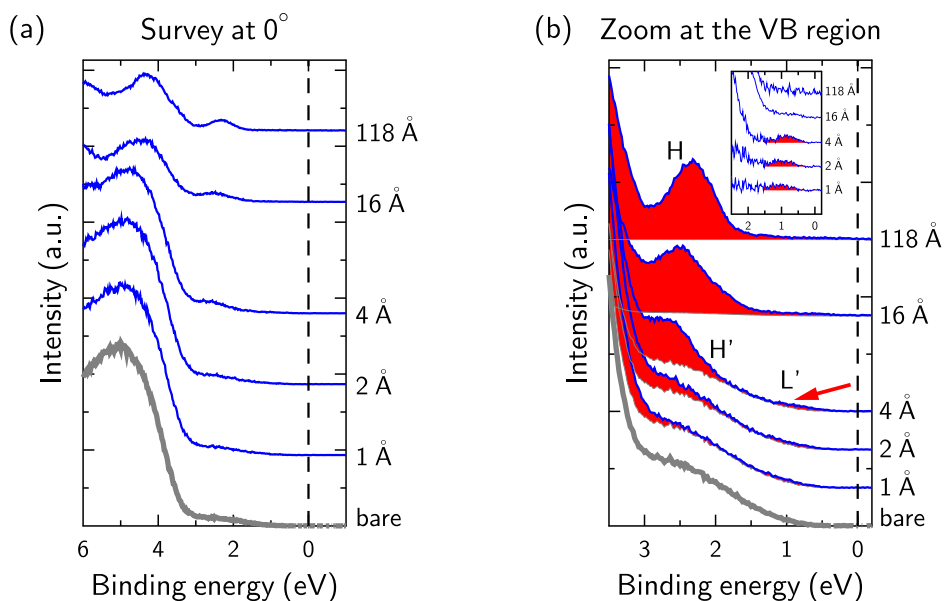 (a)
Survey at 0°
Intensity (a.u.)
118 Å
16 Å
4 Å
2 Å
1 Å
bare
6 4 2 0
Binding energy (eV)
(b)
Zoom at the VB region
Intensity (a.u.)
H
H'
L'
118 Å
16 Å
4 Å
2 Å
1 Å
2 1 0
118 Å
16 Å
4 Å
2 Å
1 Å
bare
3 2 1 0
Binding energy (eV)